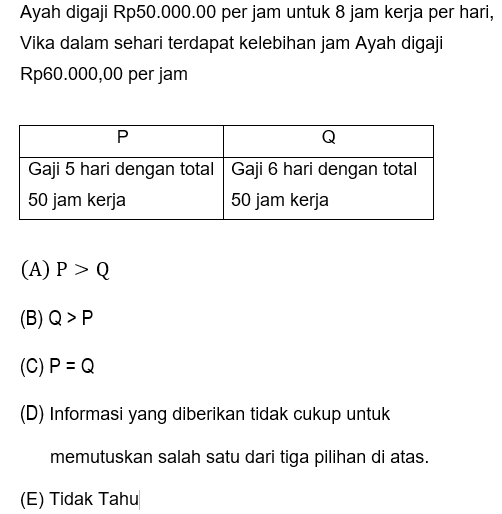 Ayah digaji Rp50.000.00 per jam untuk 8 jam kerja per hari,
Vika dalam sehari terdapat kelebihan jam Ayah digaji
Rp60.000,00 per jam
P
Q
Gaji 5 hari dengan total
50 jam kerja
Gaji 6 hari dengan total
50 jam kerja
(A) P > Q
(B) Q > P
(C) P = Q
(D) Informasi yang diberikan tidak cukup untuk
memutuskan salah satu dari tiga pilihan di atas.
(E) Tidak Tahu